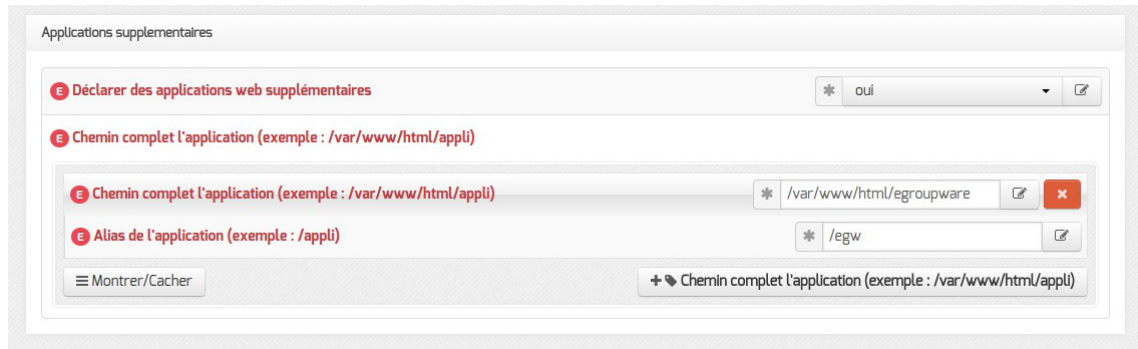 Applications supplementaires
E Déclarer des applications web supplémentaires
oui
E Chemin complet l'application (exemple : /var/www/html/appli)
E Chemin complet l'application (exemple : /var/www/html/appli)
/var/www/html/egroupware
E Alias de l'application (exemple : /appli)
/egw
Montrer/Cacher
Chemin complet l'application (exemple : /var/www/html/appli)